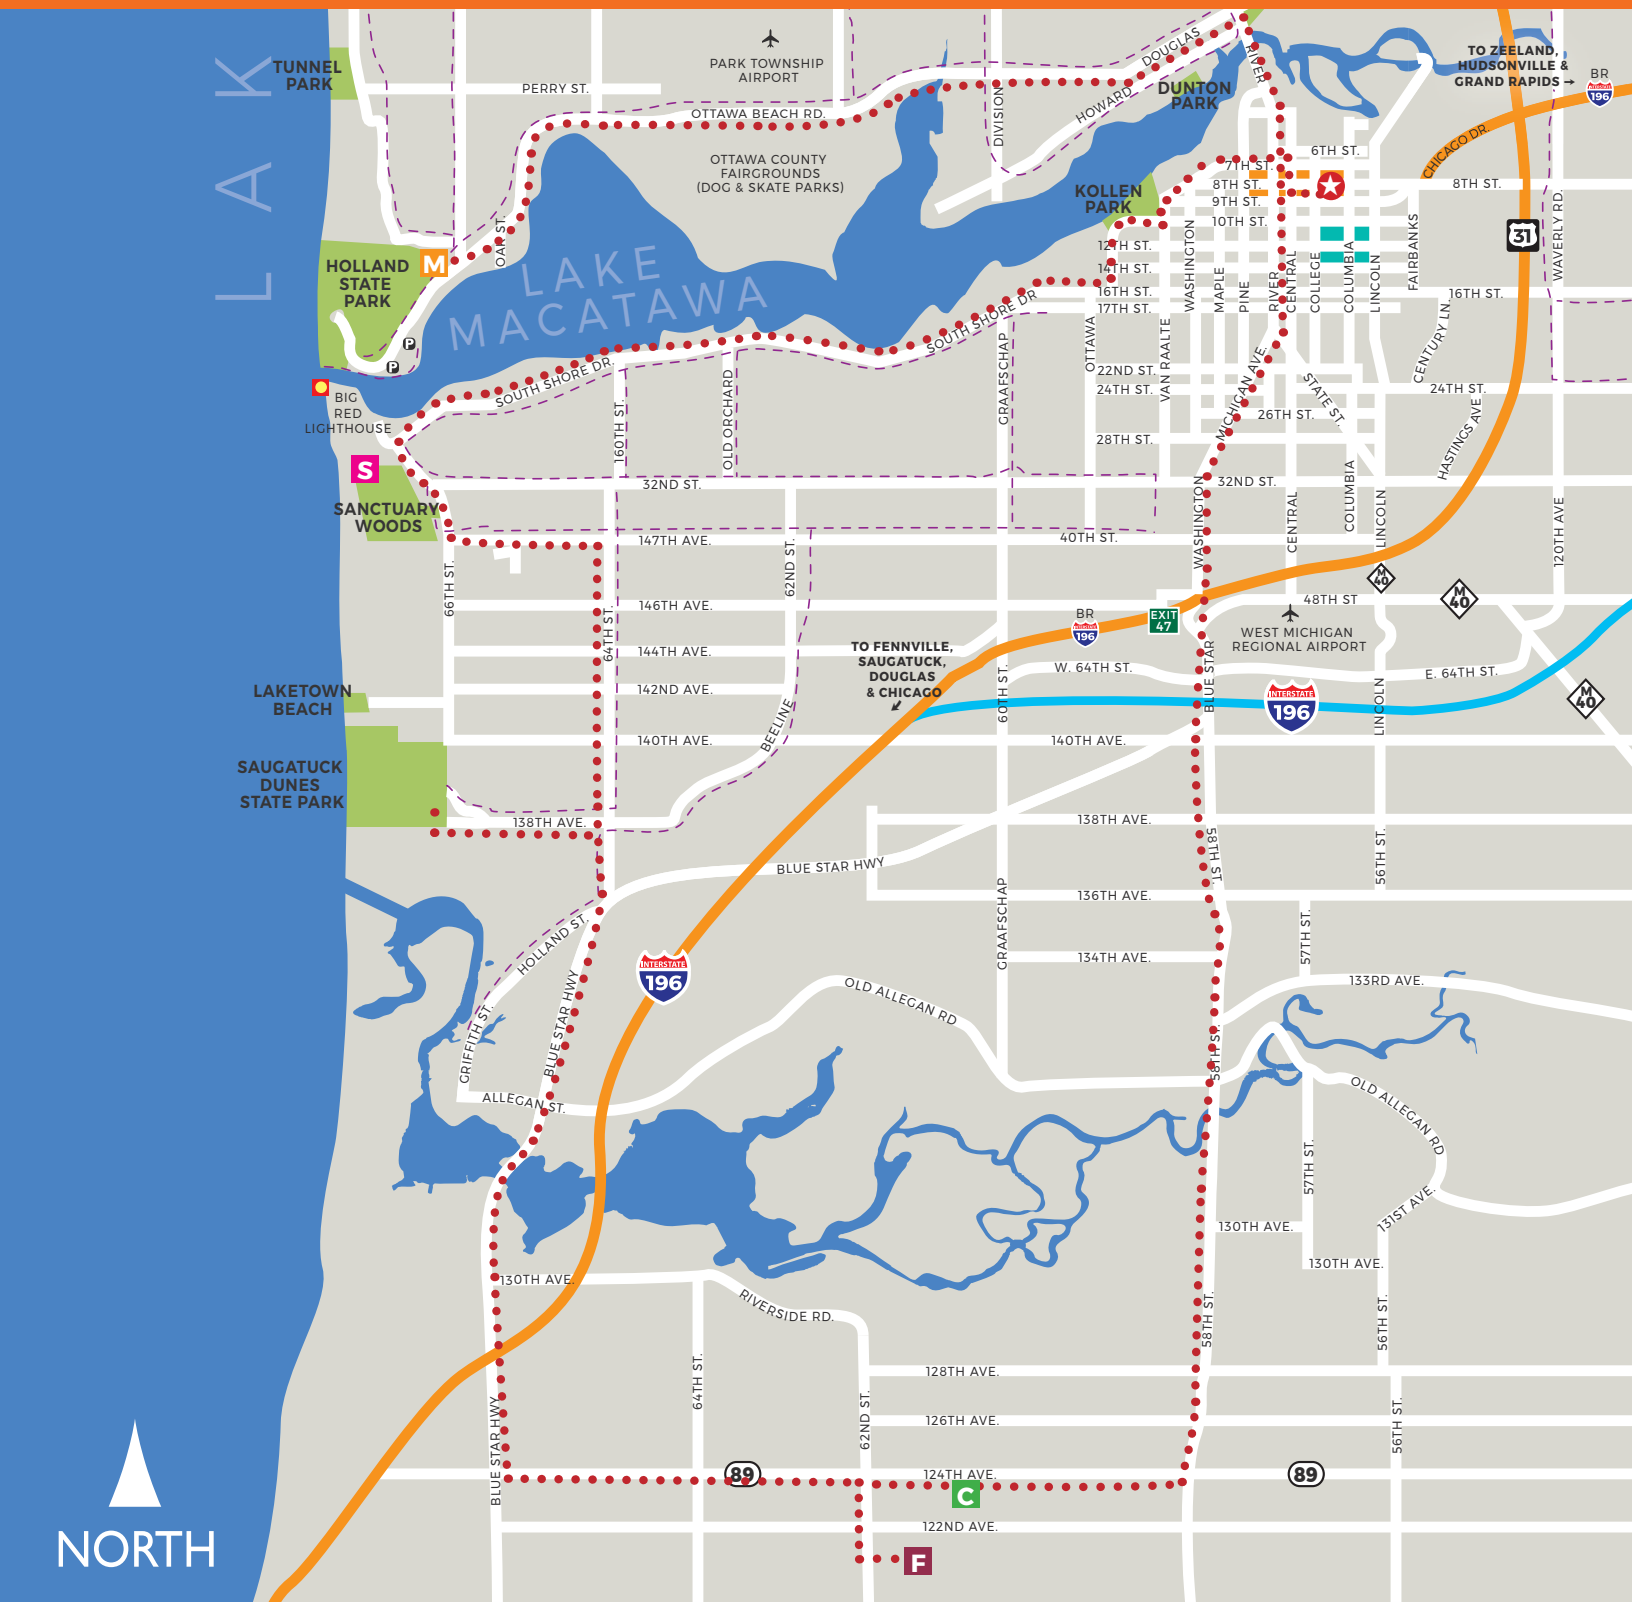 LAK
TUNNEL
PARK
PERRY ST.
PARK TOWNSHIP
AIRPORT
OTTAWA BEACH RD.
OTTAWA COUNTY
FAIRGROUNDS
(DOG & SKATE PARKS)
DIVISION
HOWARD
DOUGLAS
RIVER
DUNTON
PARK
TO ZEELAND,
HUDSONVILLE &
GRAND RAPIDS →
BR
INTERSTATE
196
CHICAGO DR.
6TH ST.
7TH ST.
8TH ST.
8TH ST.
9TH ST.
10TH ST.
KOLLEN
PARK
12TH ST.
14TH ST.
16TH ST.
16TH ST.
17TH ST.
WASHINGTON
MAPLE
PINE
RIVER
CENTRAL
COLLEGE
COLUMBIA
LINCOLN
FAIRBANKS
31
WAVERLY RD.
HOLLAND
STATE
PARK
M
OAK ST.
P
P
LAKE
MACATAWA
SOUTH SHORE DR.
SOUTH SHORE DR.
BIG
RED
LIGHTHOUSE
S
SANCTUARY
WOODS
160TH ST.
OLD ORCHARD
GRAAFSCHAP
OTTAWA
VAN RAALTE
22ND ST.
24TH ST.
24TH ST.
26TH ST.
28TH ST.
MICHIGAN AVE.
STATE ST.
CENTURY LN.
HASTINGS AVE
32ND ST.
32ND ST.
WASHINGTON
CENTRAL
COLUMBIA
LINCOLN
120TH AVE
147TH AVE.
40TH ST.
62ND ST.
66TH ST.
64TH ST.
146TH AVE.
144TH AVE.
142ND AVE.
140TH AVE.
140TH AVE.
BR
196
EXIT
47
M
40
M
40
M
40
48TH ST
WEST MICHIGAN
REGIONAL AIRPORT
TO FENNVILLE,
SAUGATUCK,
DOUGLAS
& CHICAGO
60TH ST.
W. 64TH ST.
E. 64TH ST.
BLUE STAR
INTERSTATE
196
LINCOLN
LAKETOWN
BEACH
SAUGATUCK
DUNES
STATE PARK
BEELINE
138TH AVE.
138TH AVE.
BLUE STAR HWY
58TH ST.
56TH ST.
136TH AVE.
GRAAFSCHAP
134TH AVE.
57TH ST.
133RD AVE.
HOLLAND ST.
INTERSTATE
196
OLD ALLEGAN RD
GRIFFITH ST.
BLUE STAR HWY
ALLEGAN ST.
58TH ST.
OLD ALLEGAN RD
57TH ST.
131ST AVE.
130TH AVE.
130TH AVE.
130TH AVE.
RIVERSIDE RD.
58TH ST.
56TH ST.
64TH ST.
128TH AVE.
62ND ST.
126TH AVE.
56TH ST.
BLUE STAR HWY
89
124TH AVE.
89
C
122ND AVE.
F
NORTH